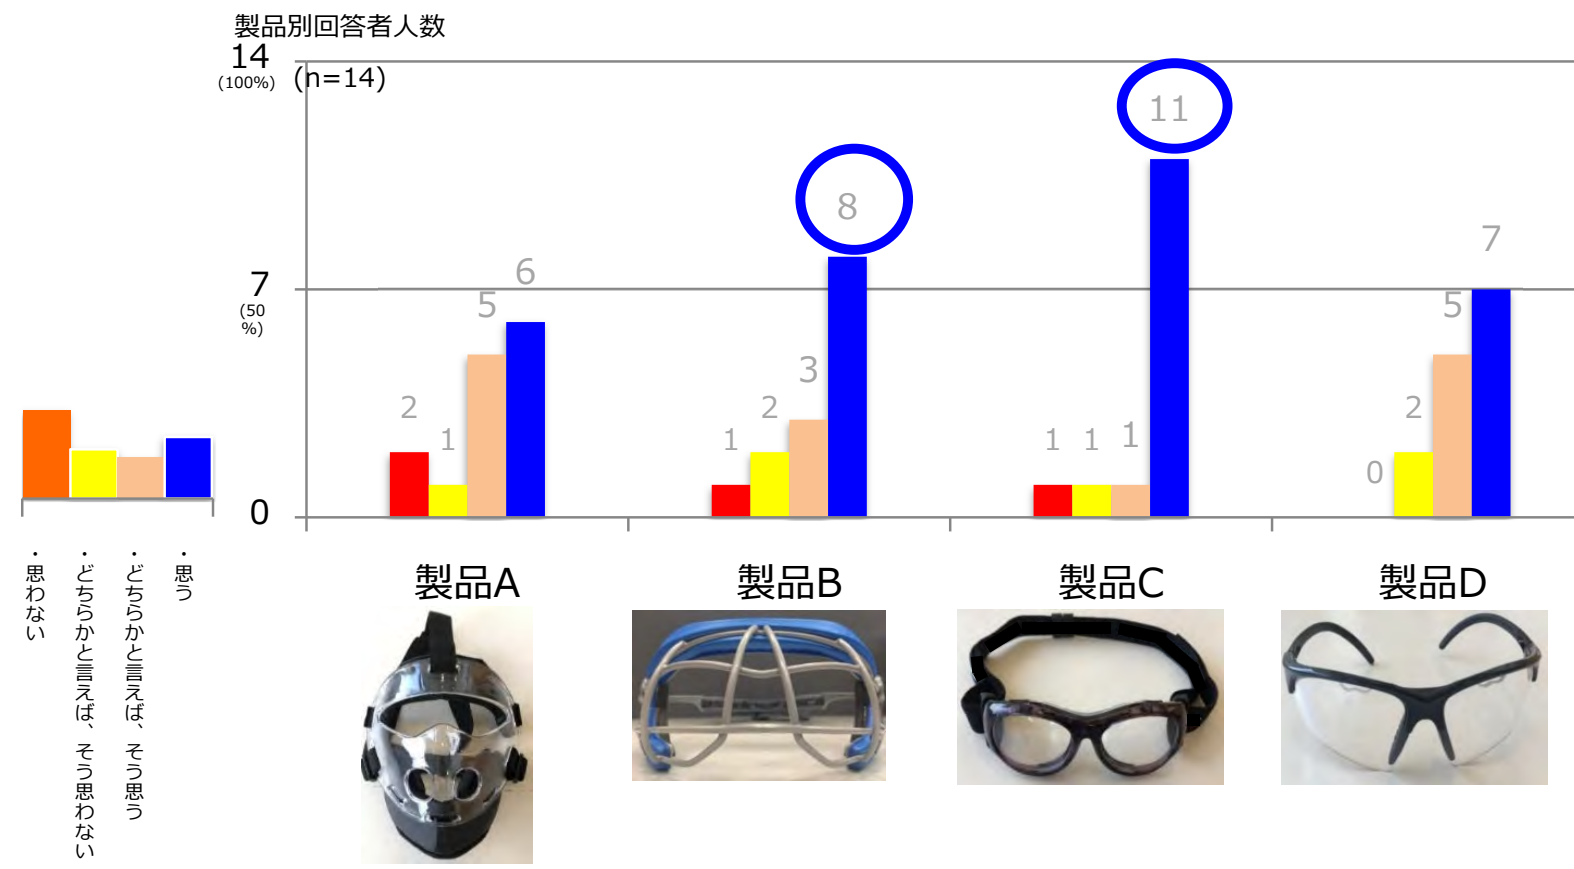 製品別回答者人数
14
(100%)
(n=14)
7
(50
%)
0
2
1
5
6
1
2
3
8
1
1
1
11
0
2
5
7
・思わない
・どちらかと言えば、そう思わない
・どちらかと言えば、そう思う
・思う
製品A
製品B
製品C
製品D